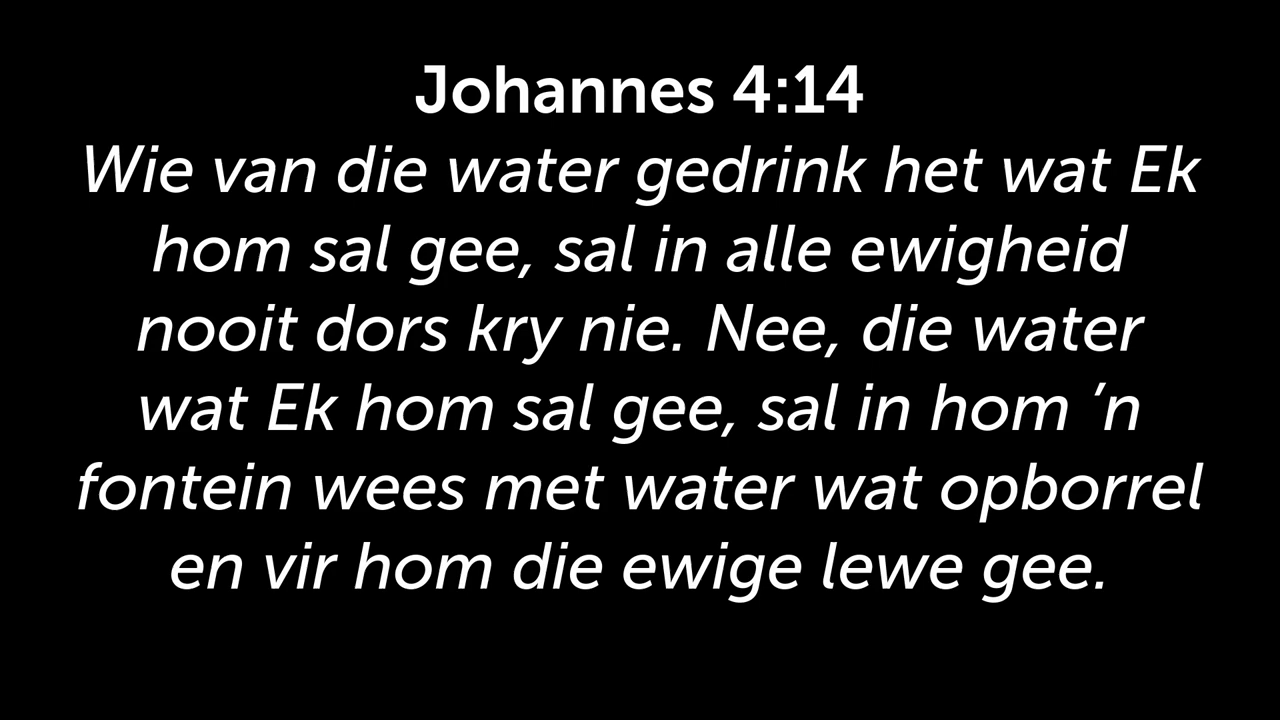 Johannes 4:14
Wie van die water gedrink het wat Ek
hom sal gee, sal in alle ewigheid
nooit dors kry nie. Nee, die water
wat Ek hom sal gee, sal in hom ’n
fontein wees met water wat opborrel
en vir hom die ewige lewe gee.